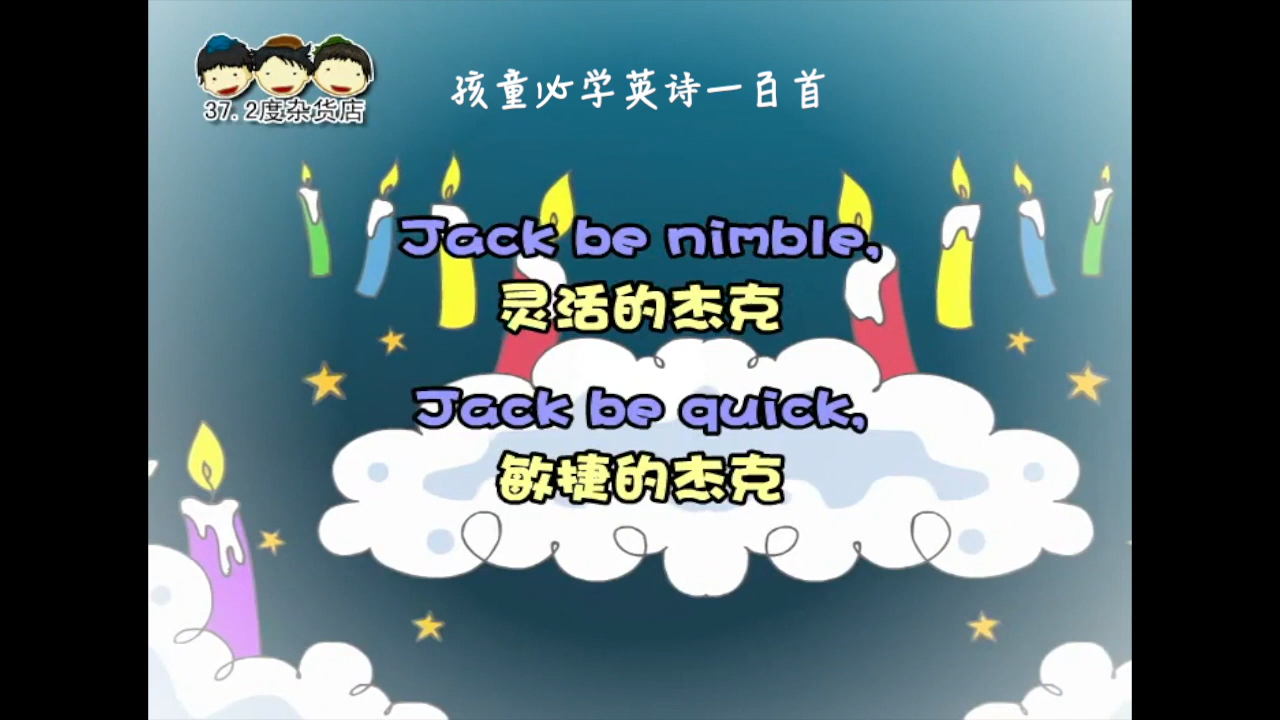 孩童必学英诗一百首
37.2度杂货店
Jack be nimble,
灵活的杰克
Jack be quick,
敏捷的杰克